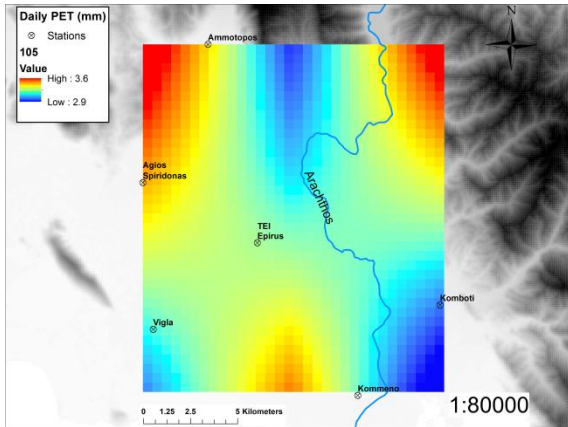 Daily PET (mm)
Stations
105
Value
High : 3.6
Low : 2.9
Ammotopos
N
Agios
Spiridonas
Arachthos
TEI
Epirus
Komboti
Vigla
Kommeno
0 1.25 2.5 5 Kilometers
1:80000